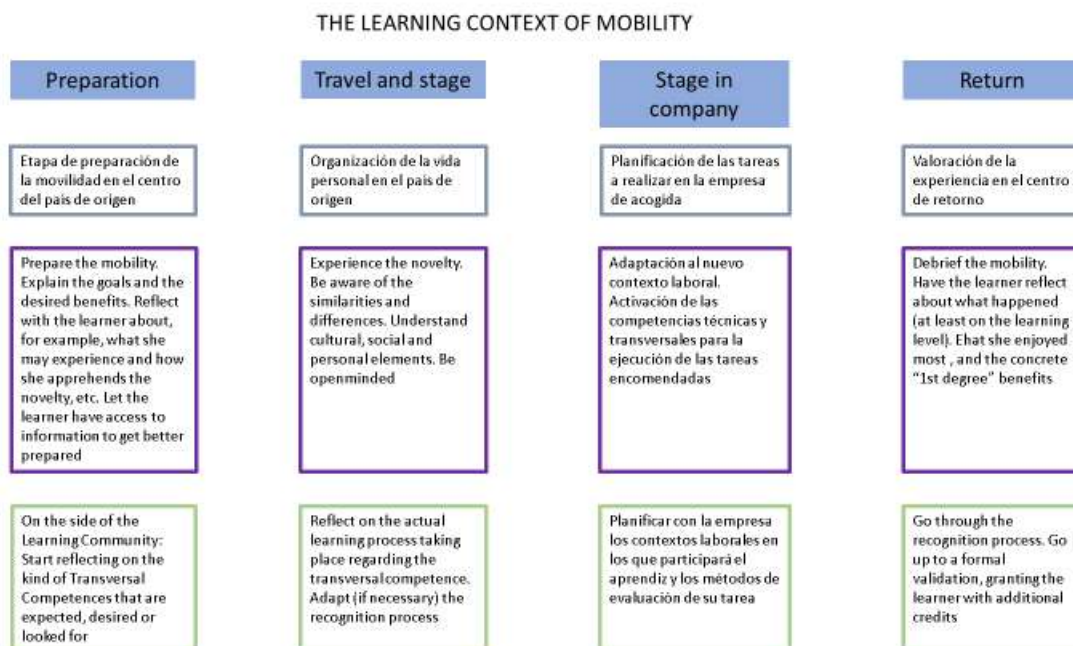 THE LEARNING CONTEXT OF MOBILITY
Preparation
Travel and stage
Stage in
company
Return
Etapa de preparación de
la movilidad en el centro
del pais de origen
Organización de la vida
personal en el pais de
origen
Planificación de las tareas
a realizar en la empresa
de acogida
Valoración de la
experiencia en el centro
de retorno
Prepare the mobility.
Explain the goals and the
desired benefits. Reflect
with the learner about,
for example, what she
may experience and how
she apprehends the
novelty, etc. Let the
learner have access to
information to get better
prepared
Experience the novelty.
Be aware of the
similarities and
differences. Understand
cultural, social and
personal elements. Be
openminded
Adaptación al nuevo
contexto laboral.
Activación de las
competencias técnicas y
transversales para la
ejecución de las tareas
encomendadas
Debrief the mobility.
Have the learner reflect
about what happened
(at least on the learning
level). Ehat she enjoyed
most , and the concrete
"1st degree" benefits
On the side of the
Learning Community:
Start reflecting on the
kind of Transversal
Competences that are
expected, desired or
looked for
Reflect on the actual
learning process taking
place regarding the
transversal competence.
Adapt (if necessary) the
recognition process
Planificar con la empresa
los contextos laborales en
los que participará el
aprendiz y los métodos de
evaluación de su tarea
Go through the
recognition process. Go
up to a formal
validation, granting the
learner with additional
credits